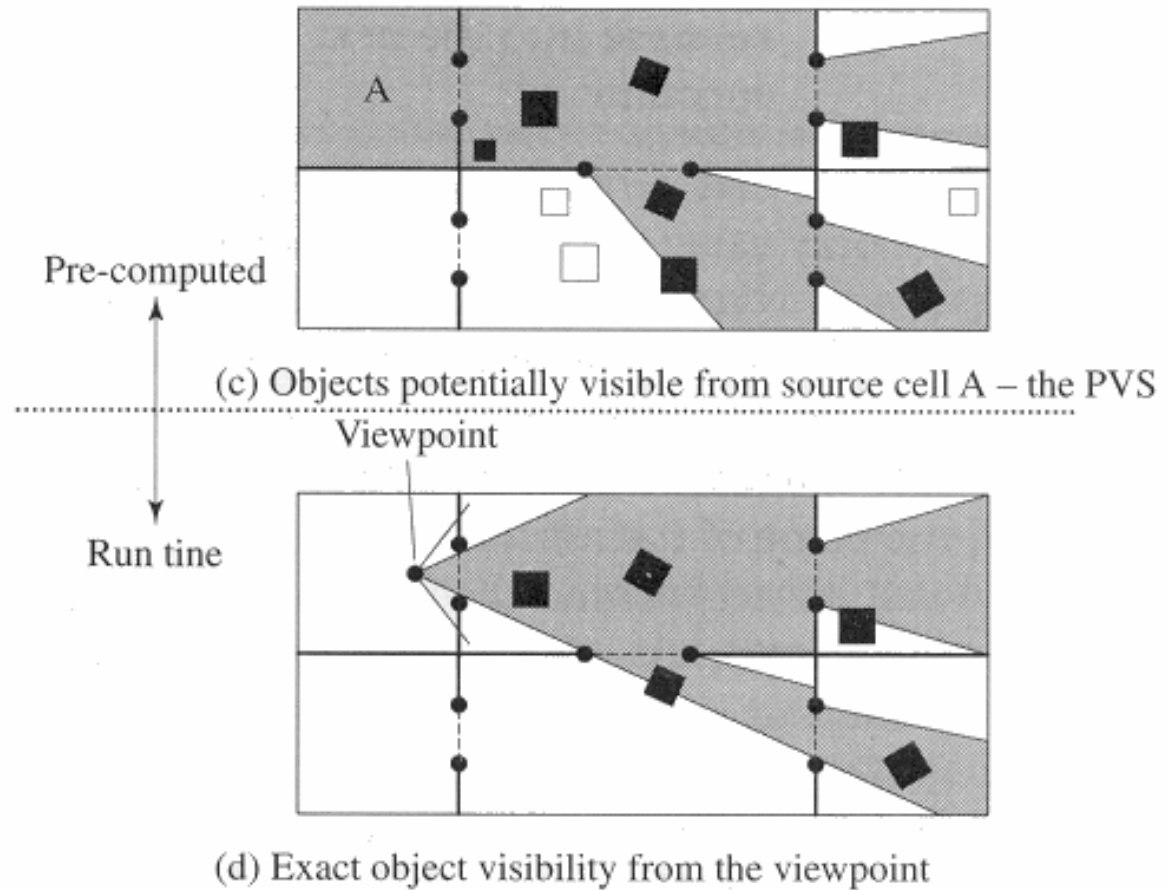 A
Pre-computed
(c) Objects potentially visible from source cell A – the PVS
Viewpoint
Run tine
(d) Exact object visibility from the viewpoint